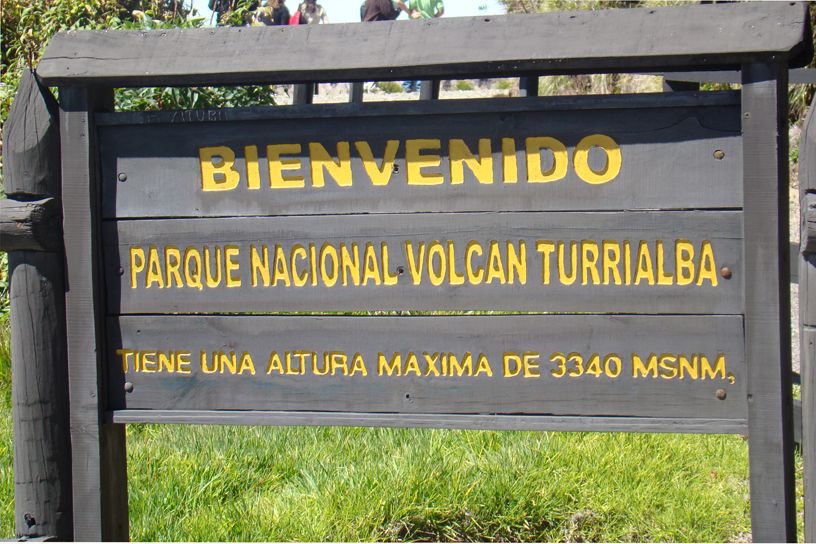 BIENVENIDO
PARQUE NACIONAL VOLCAN TURRIALBA
TIENE UNA ALTURA MAXIMA DE 3340 MSNM,